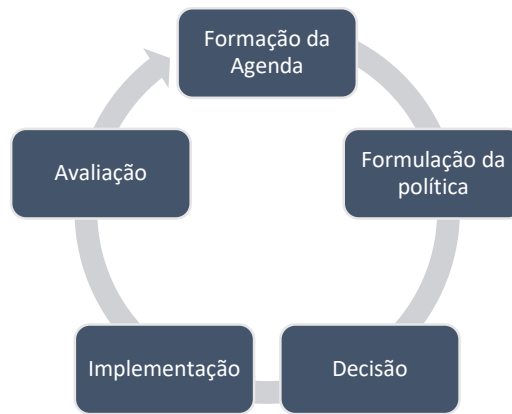 Formação da
Agenda
Formulação da
política
Decisão
Implementação
Avaliação